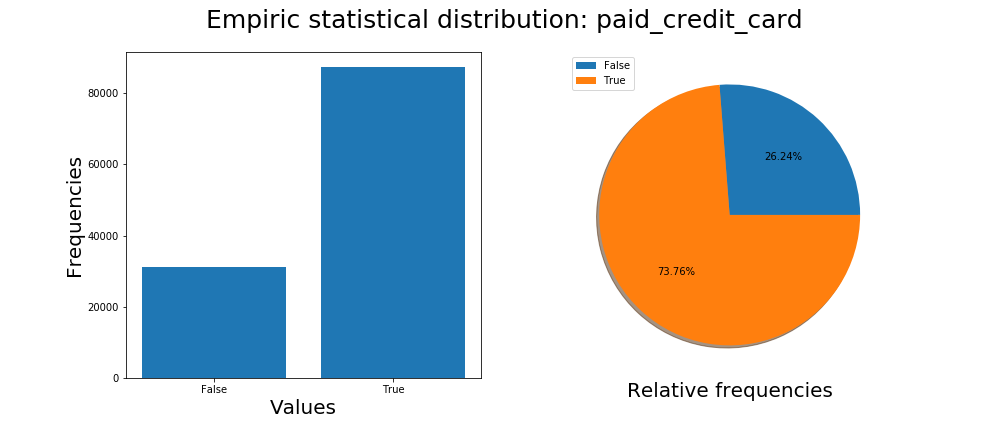 Empiric statistical distribution: paid_credit_card
Frequencies
80000
60000
40000
20000
0
False
True
Values
False
True
26.24%
73.76%
Relative frequencies